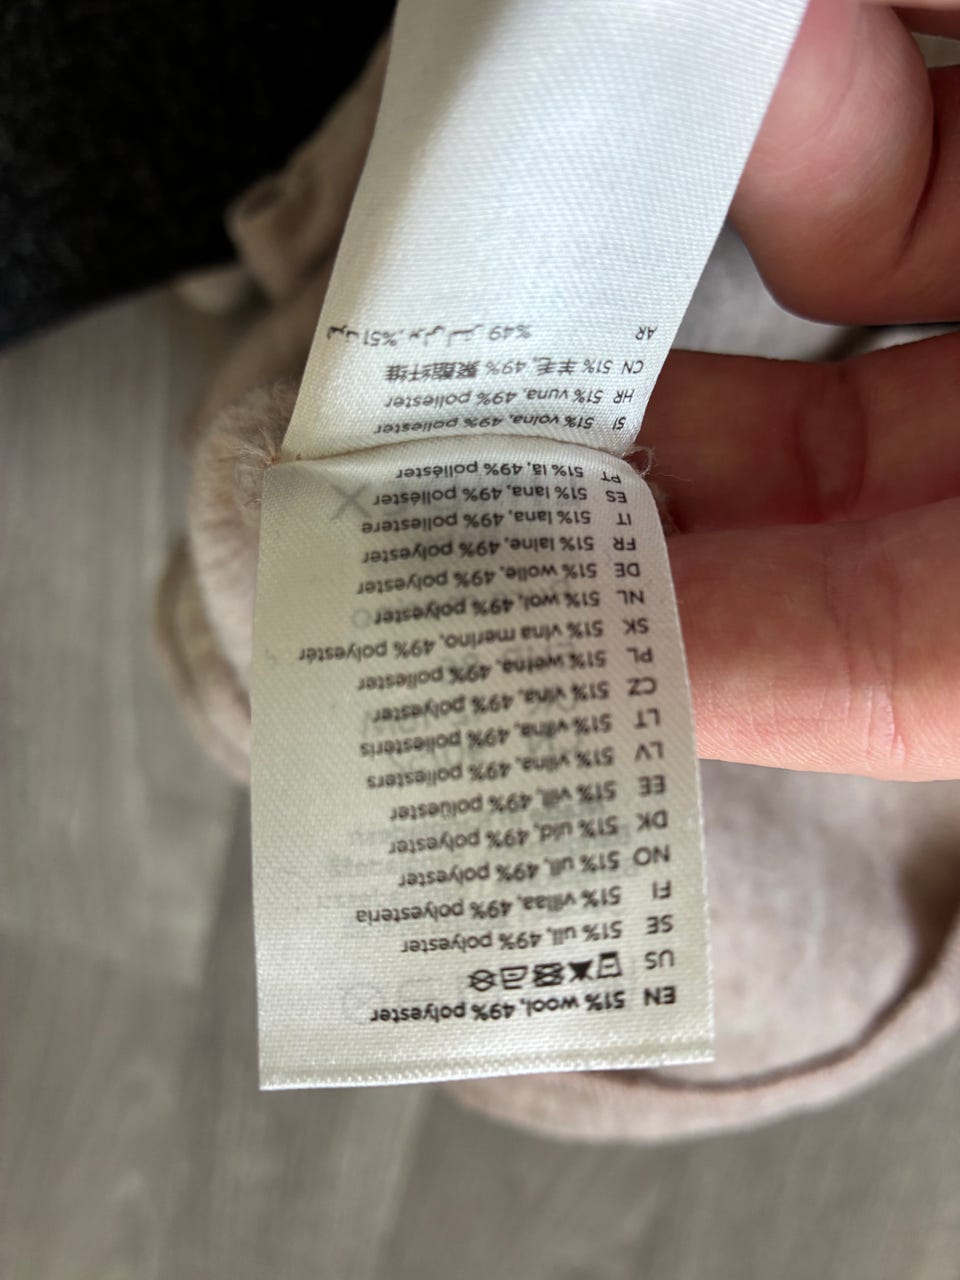 EN 51% wool, 49% polyester
US
SE 51% ull, 49% polyester
FI 51% villaa, 49% polyesteria
NO 51% ull, 49% polyester
DK 51% uld, 49% polyester
EE 51% vill, 49% polüester
LV 51% vilna, 49% poliesters
LT 51% vilna, 49% poliesteris
CZ 51% vlna, 49% polyester
PL 51% wełna, 49% poliester
SK 51% vlna merino, 49% polyester
NL 51% wol, 49% polyester
DE 51% wolle, 49% polyester
FR 51% laine, 49% polyester
IT 51% lana, 49% poliestere
ES 51% lana, 49% poliéster
PT 51% lã, 49% poliéster
SI 51% volna, 49% poliester
HR 51% vuna, 49% poliester
CN 51% 羊毛, 49% 聚酯纤维
AR %49 %51